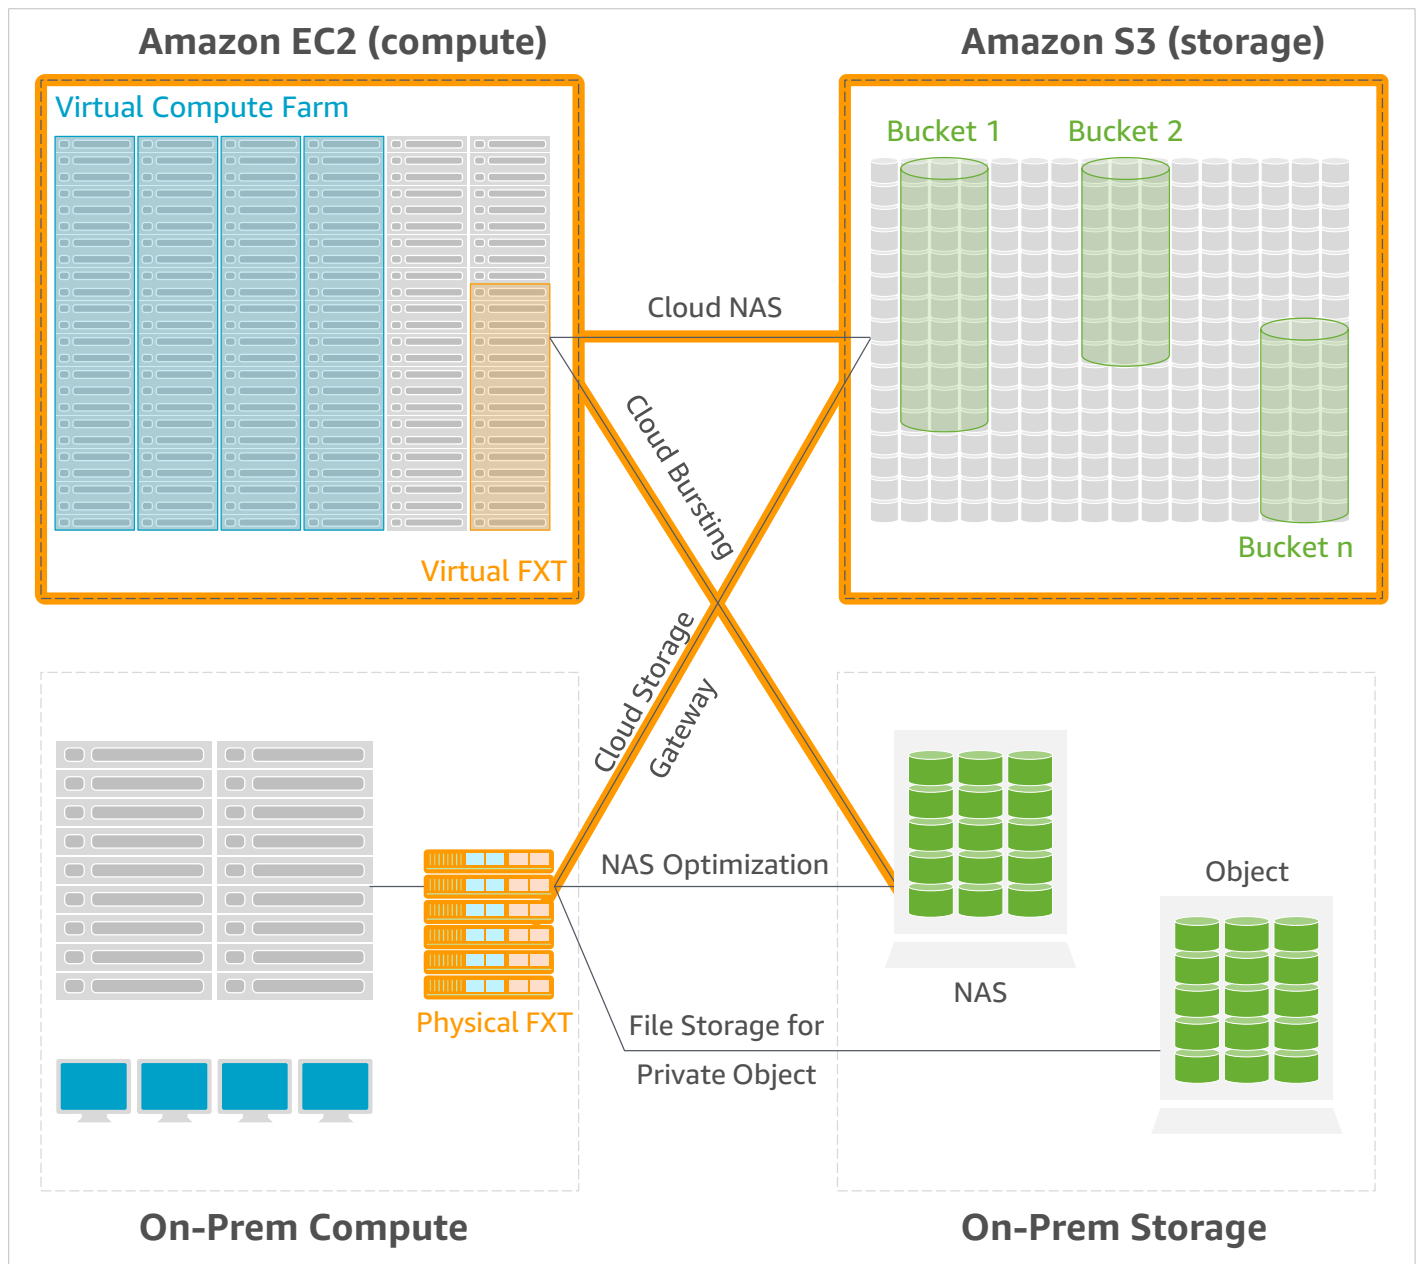 Amazon EC2 (compute)
Amazon S3 (storage)
Virtual Compute Farm
Bucket 1
Bucket 2
Cloud NAS
Cloud Bursting
Bucket n
Virtual FXT
Cloud Storage
Gateway
NAS Optimization
Object
NAS
Physical FXT
File Storage for
Private Object
On-Prem Compute
On-Prem Storage